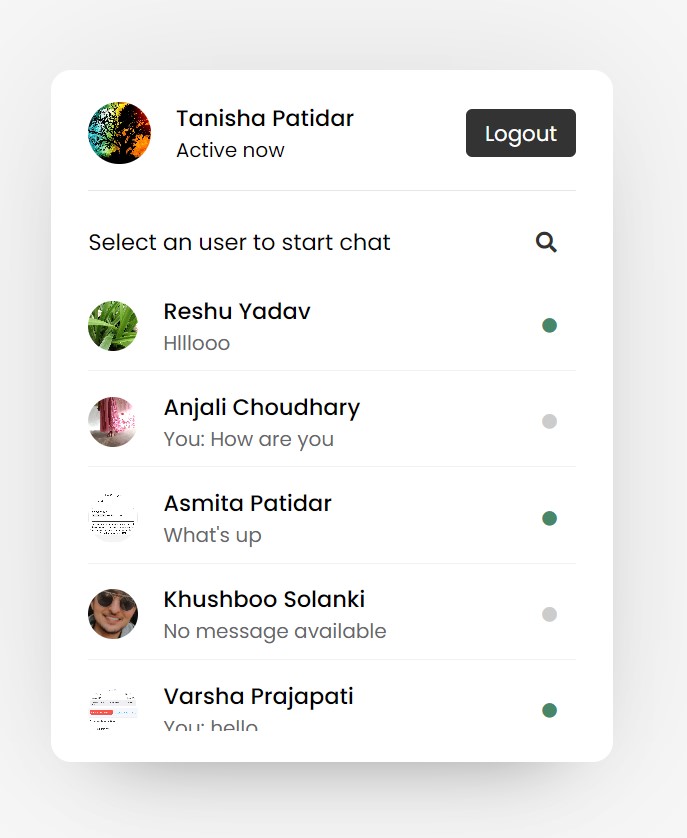 Tanisha Patidar
Active now
Logout
Select an user to start chat
Reshu Yadav
Hlllooo
Anjali Choudhary
You: How are you
Asmita Patidar
What's up
Khushboo Solanki
No message available
Varsha Prajapati
You: hello